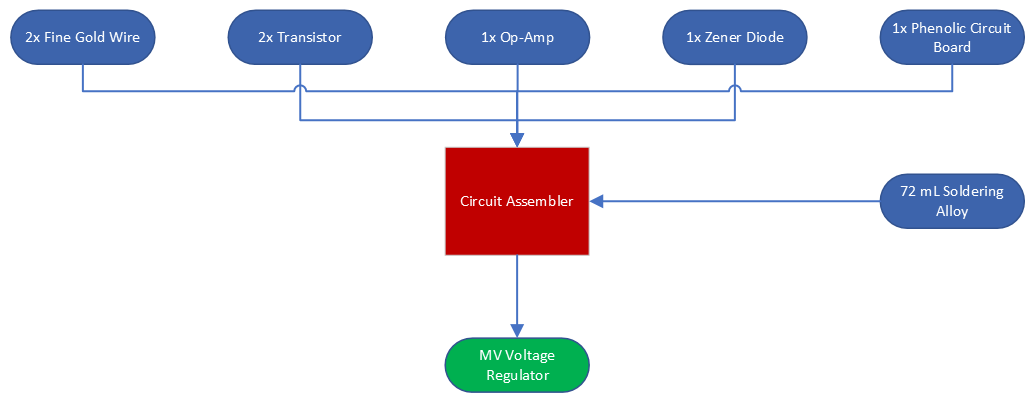 2x Fine Gold Wire
2x Transistor
1x Op-Amp
1x Zener Diode
1x Phenolic Circuit
Board
Circuit Assembler
72 mL Soldering
Alloy
MV Voltage
Regulator